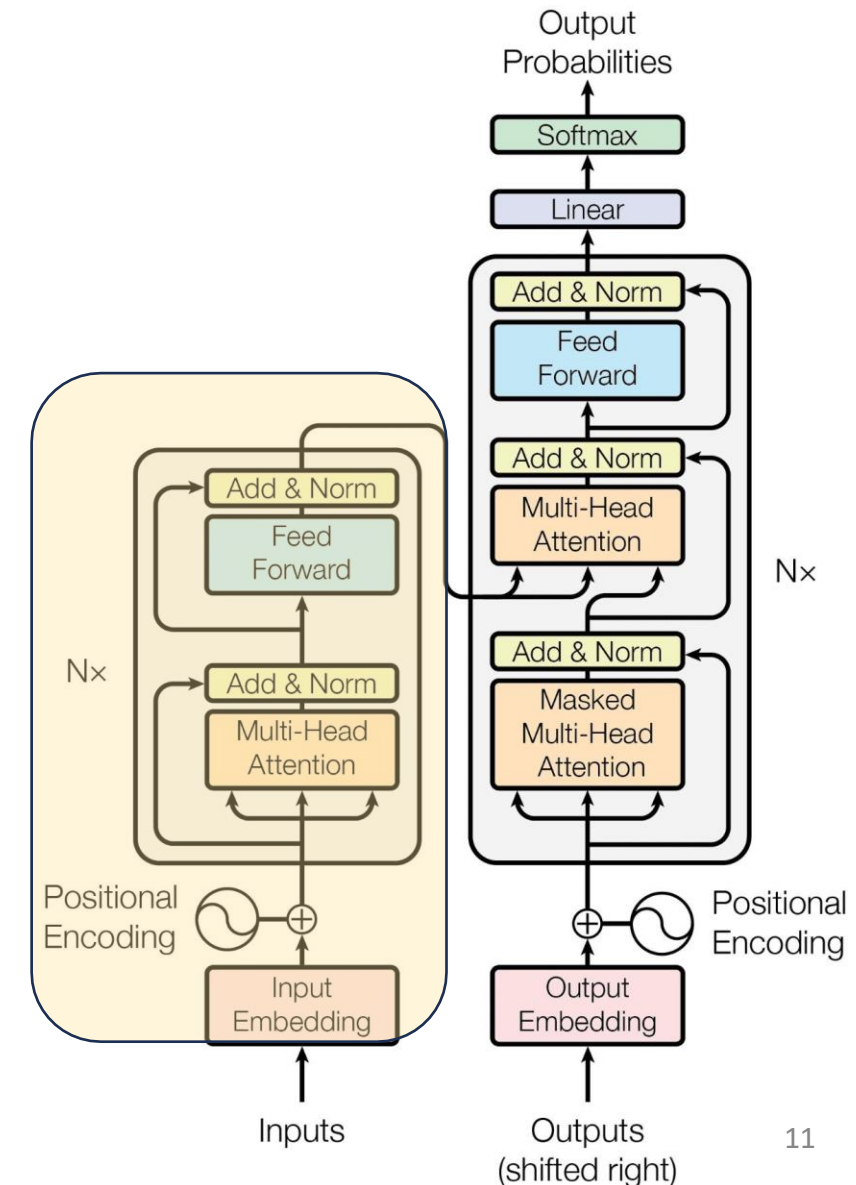 Output
Probabilities
Softmax
Linear
Add & Norm
Feed
Forward
Add & Norm
Multi-Head
Attention
N×
Add & Norm
Masked
Multi-Head
Attention
Positional
Encoding
Output
Embedding
Outputs
(shifted right)
Add & Norm
Feed
Forward
N×
Add & Norm
Multi-Head
Attention
Positional
Encoding
Input
Embedding
Inputs
11